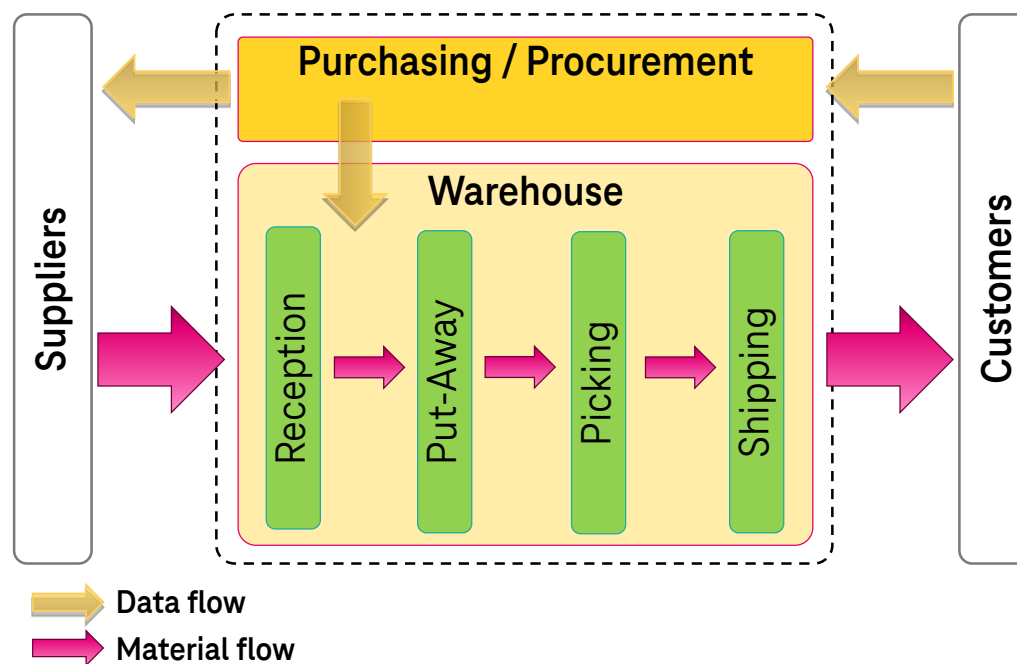 Purchasing / Procurement
Suppliers
Warehouse
Reception
Put-Away
Picking
Shipping
Customers
Data flow
Material flow